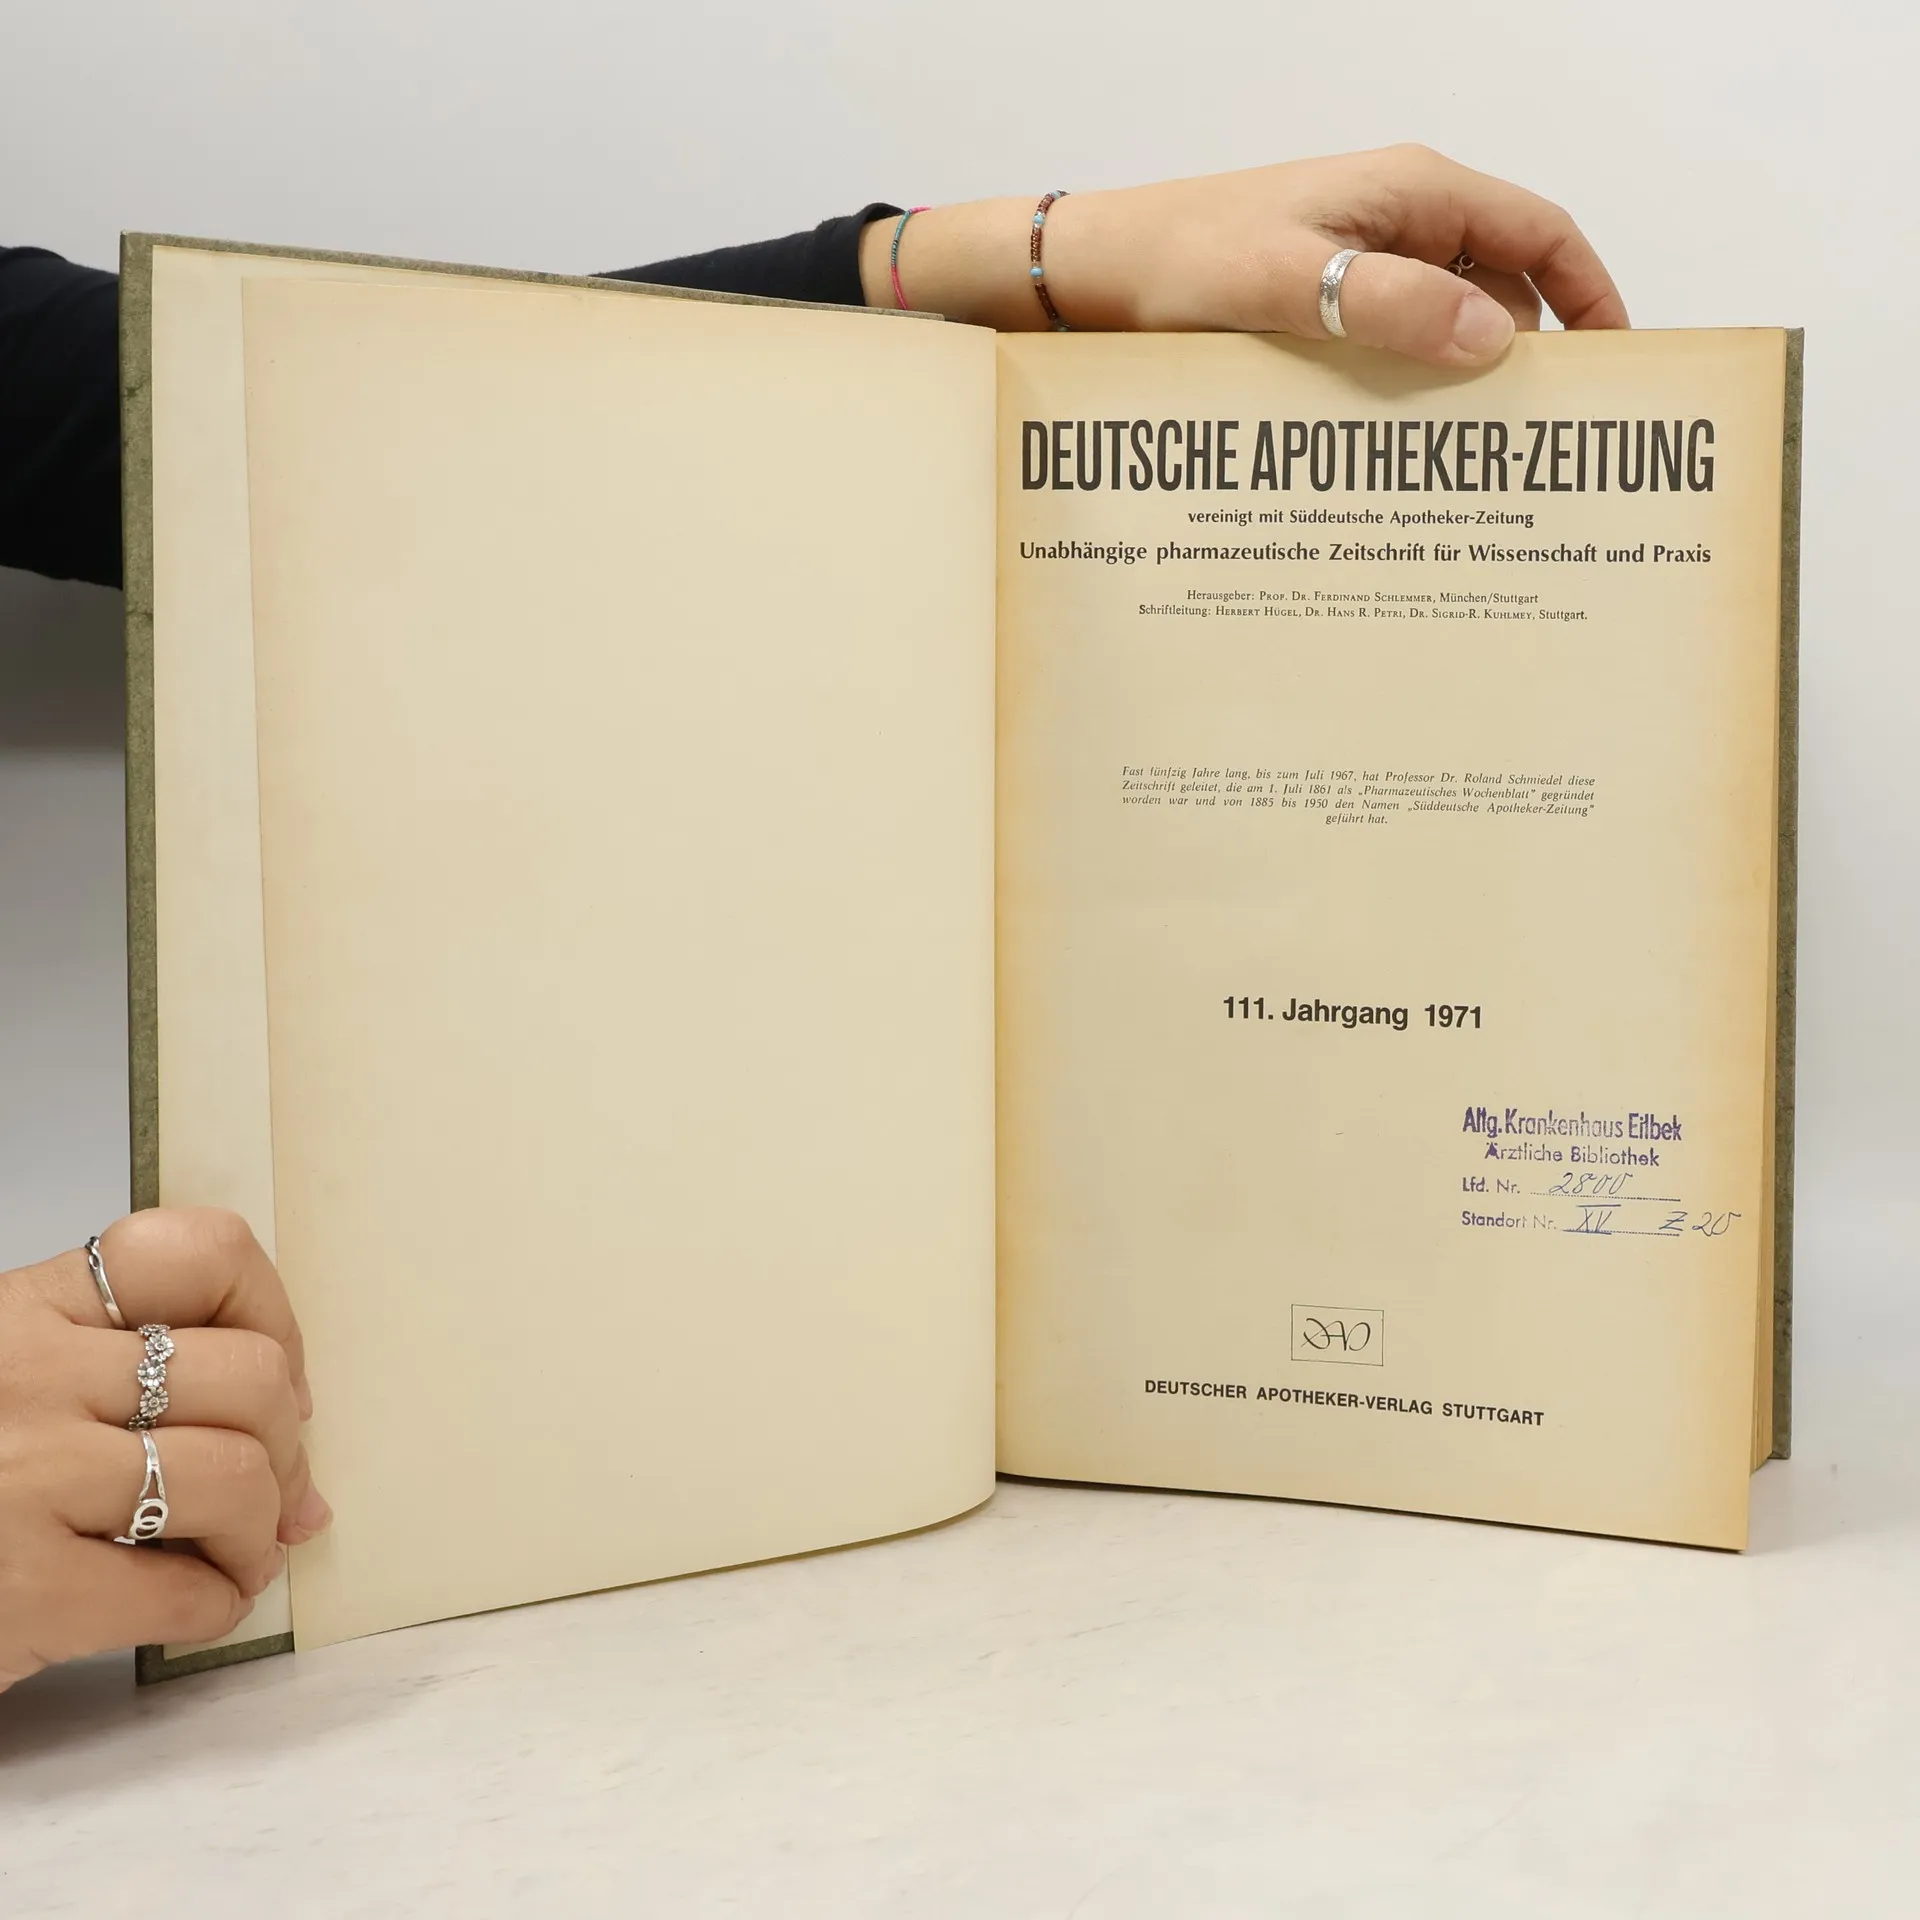 DEUTSCHE APOTHEKER-ZEITUNG
vereinigt mit Süddeutsche Apotheker-Zeitung
Unabhängige pharmazeutische Zeitschrift für Wissenschaft und Praxis
Herausgeber: PROF. DR. FERDINAND SCHLEMMER, München/Stuttgart
Schriftleitung: HERBERT HÜGEL, DR. HANS R. PETRI, DR. SIGRID-R. KUHLMEY, Stuttgart.
Fast fünfzig Jahre lang, bis zum Juli 1967, hat Professor Dr. Roland Schmiedel diese
Zeitschrift geleitet, die am 1. Juli 1861 als „Pharmazeutisches Wochenblatt" gegründet
worden war und von 1885 bis 1950 den Namen „Süddeutsche Apotheker-Zeitung"
geführt hat.
111. Jahrgang 1971
Allg. Krankenhaus Eilbek
Ärztliche Bibliothek
Lfd. Nr. 2800
Standort Nr. XV Z 20
DAV
DEUTSCHER APOTHEKER-VERLAG STUTTGART